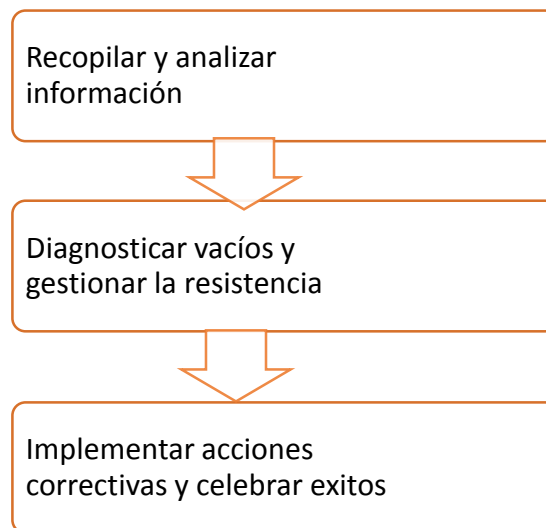 Recopilar y analizar
información
Diagnosticar vacíos y
gestionar la resistencia
Implementar acciones
correctivas y celebrar exitos